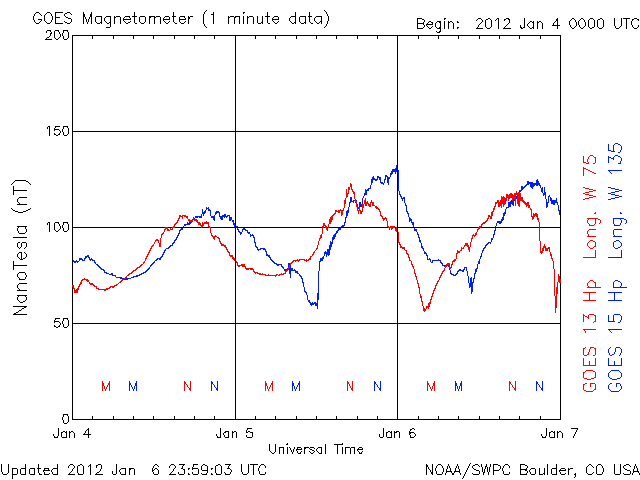 GOES Magnetometer (1 minute data)
Begin: 2012 Jan 4 0000 UTC
200
150
100
50
0
NanoTesla (nT)
M M N N M M N N M M N N
Jan 4 Jan 5 Jan 6 Jan 7
Universal Time
GOES 13 Hp Long. W 75
GOES 15 Hp Long. W 135
Updated 2012 Jan 6 23:59:03 UTC
NOAA/SWPC Boulder, CO USA